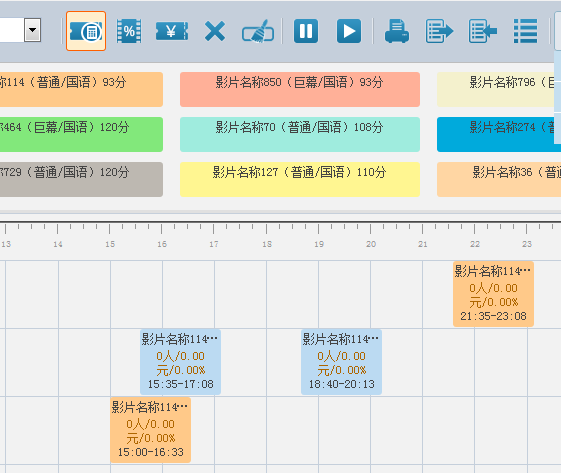 %
¥
114（普通/国语）93分
影片名称850（巨幕/国语）93分
影片名称796（
464（巨幕/国语）120分
影片名称70（普通/国语）108分
影片名称274（普通
729（普通/国语）120分
影片名称127（普通/国语）110分
影片名称36（普通
13 14 15 16 17 18 19 20 21 22 23
影片名称114…
0人/0.00
元/0.00%
21:35-23:08
影片名称114…
0人/0.00
元/0.00%
15:35-17:08
影片名称114…
0人/0.00
元/0.00%
18:40-20:13
影片名称114…
0人/0.00
元/0.00%
15:00-16:33